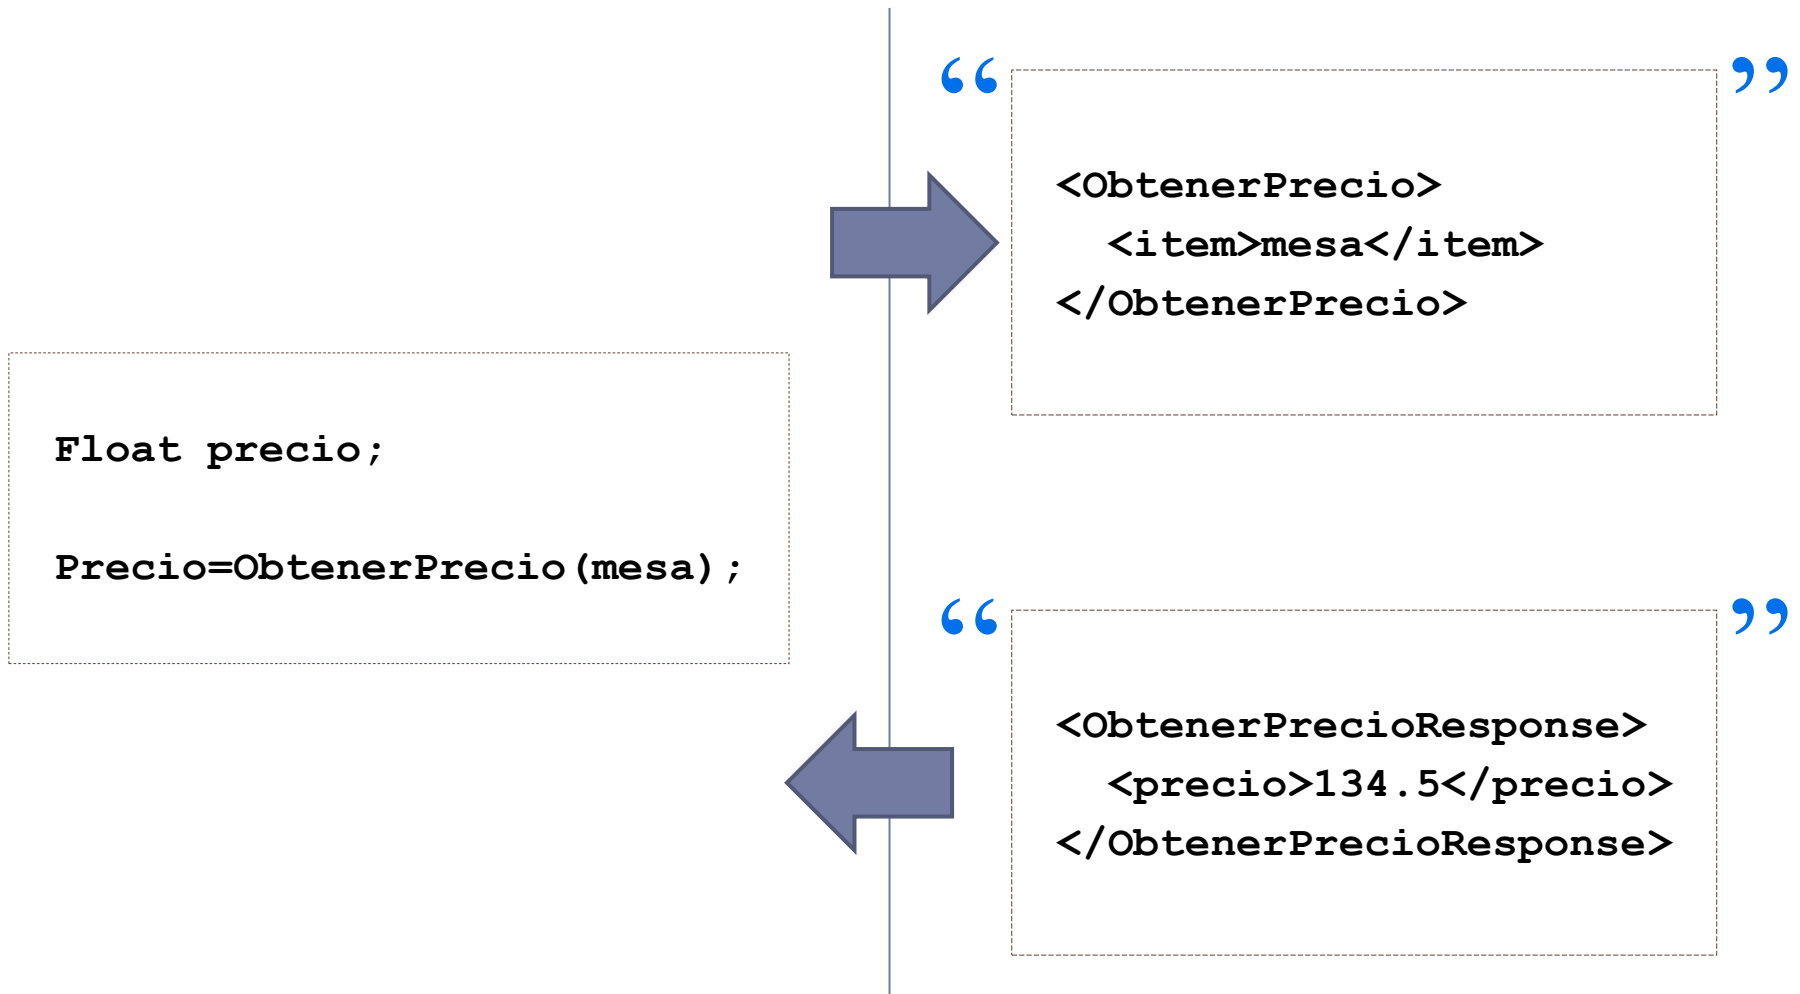 Float precio;
Precio=ObtenerPrecio(mesa);
“ ”
<ObtenerPrecio>
<item>mesa</item>
</ObtenerPrecio>
“ ”
<ObtenerPrecioResponse>
<precio>134.5</precio>
</ObtenerPrecioResponse>